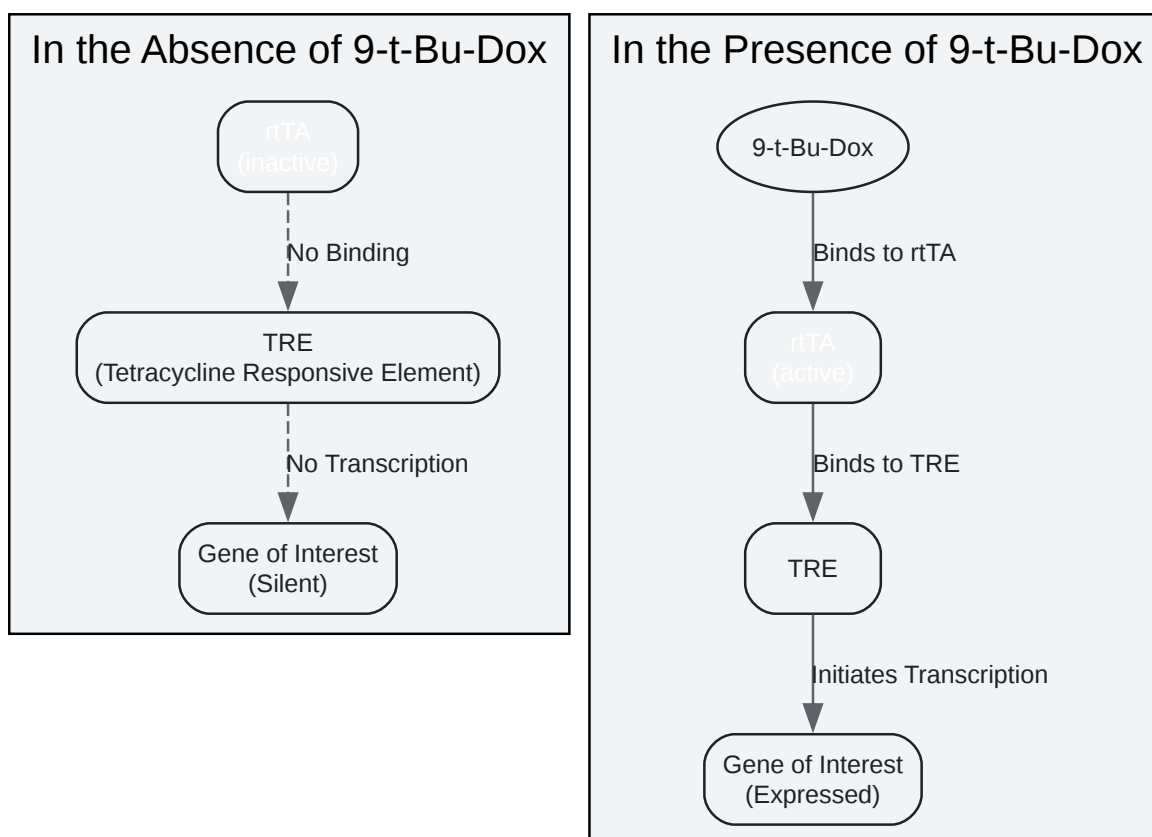 In the Absence of 9-t-Bu-Dox
rtTA
(inactive)
No Binding
TRE
(Tetracycline Responsive Element)
No Transcription
Gene of Interest
(Silent)
In the Presence of 9-t-Bu-Dox
9-t-Bu-Dox
Binds to rtTA
rtTA
(active)
Binds to TRE
TRE
Initiates Transcription
Gene of Interest
(Expressed)